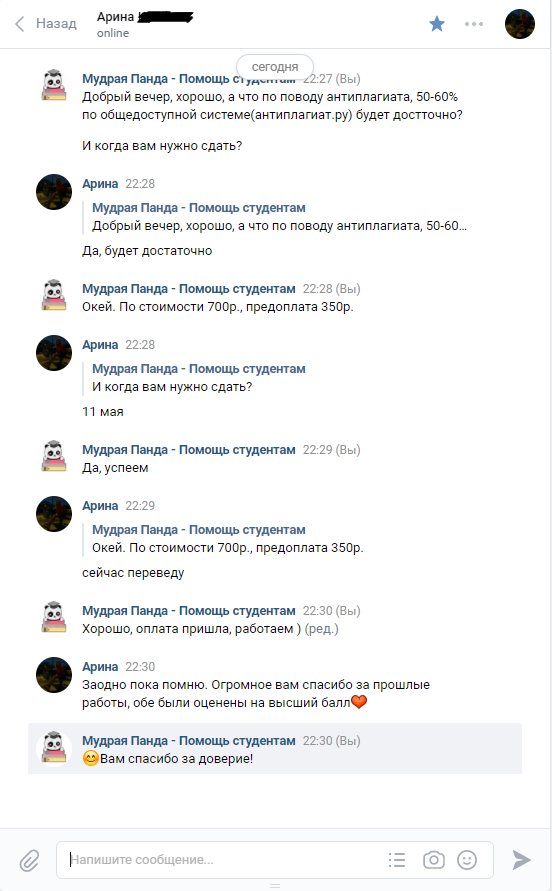 Назад
Арина
online
сегодня
Мудрая Панда - Помощь студентам 22:27 (Вы)
Добрый вечер, хорошо, а что по поводу антиплагиата, 50-60%
по общедоступной системе(антиплагиат.ру) будет достточно?
И когда вам нужно сдать?
Арина 22:28
Мудрая Панда - Помощь студентам
Добрый вечер, хорошо, а что по поводу антиплагиата, 50-60...
Да, будет достаточно
Мудрая Панда - Помощь студентам 22:28 (Вы)
Окей. По стоимости 700р., предоплата 350р.
Арина 22:28
Мудрая Панда - Помощь студентам
И когда вам нужно сдать?
11 мая
Мудрая Панда - Помощь студентам 22:29 (Вы)
Да, успеем
Арина 22:29
Мудрая Панда - Помощь студентам
Окей. По стоимости 700р., предоплата 350р.
сейчас переведу
Мудрая Панда - Помощь студентам 22:30 (Вы)
Хорошо, оплата пришла, работаем ) (ред.)
Арина 22:30
Заодно пока помню. Огромное вам спасибо за прошлые
работы, обе были оценены на высший балл❤️
Мудрая Панда - Помощь студентам 22:30 (Вы)
😊Вам спасибо за доверие!
Напишите сообщение...